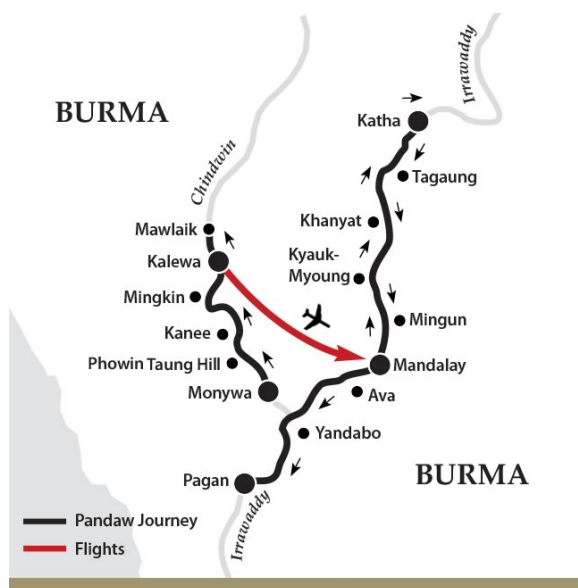 Irrawaddy
BURMA
Katha
Chindwin
Tagaung
Khanyat
Mawlaik
Kyauk-
Myoung
Kalewa
Mingkin
Mingun
Kanee
Phowin Taung Hill
Mandalay
Monywa
Ava
Yandabo
BURMA
Pagan
Irrawaddy
Pandaw Journey
Flights